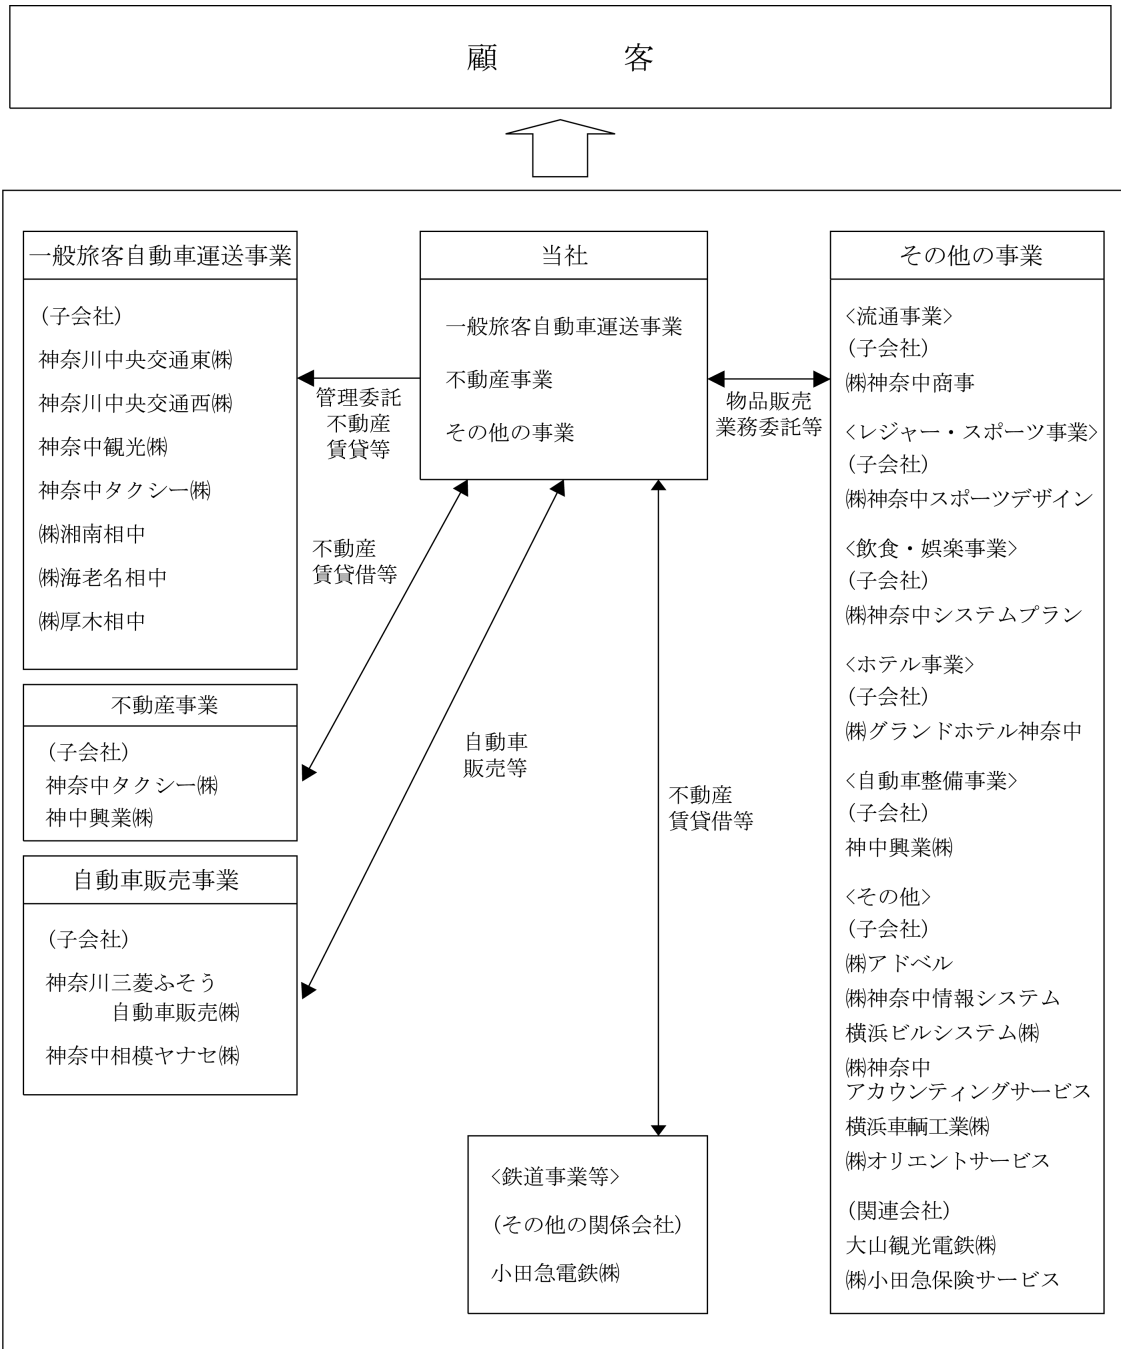 顧客
一般旅客自動車運送事業
（子会社）
神奈川中央交通東㈱
神奈川中央交通西㈱
神奈中観光㈱
神奈中タクシー㈱
㈱湘南相中
㈱海老名相中
㈱厚木相中
不動産事業
（子会社）
神奈中タクシー㈱
神中興業㈱
自動車販売事業
（子会社）
神奈川三菱ふそう
自動車販売㈱
神奈中相模ヤナセ㈱
管理委託
不動産
賃貸等
不動産
賃貸借等
自動車
販売等
当社
一般旅客自動車運送事業
不動産事業
その他の事業
不動産
賃貸借等
<鉄道事業等>
（その他の関係会社）
小田急電鉄㈱
物品販売
業務委託等
その他の事業
<流通事業>
（子会社）
㈱神奈中商事
<レジャー・スポーツ事業>
（子会社）
㈱神奈中スポーツデザイン
<飲食・娯楽事業>
（子会社）
㈱神奈中システムプラン
<ホテル事業>
（子会社）
㈱グランドホテル神奈中
<自動車整備事業>
（子会社）
神中興業㈱
<その他>
（子会社）
㈱アドベル
㈱神奈中情報システム
横浜ビルシステム㈱
㈱神奈中
アカウンティングサービス
横浜車輌工業㈱
㈱オリエントサービス
（関連会社）
大山観光電鉄㈱
㈱小田急保険サービス